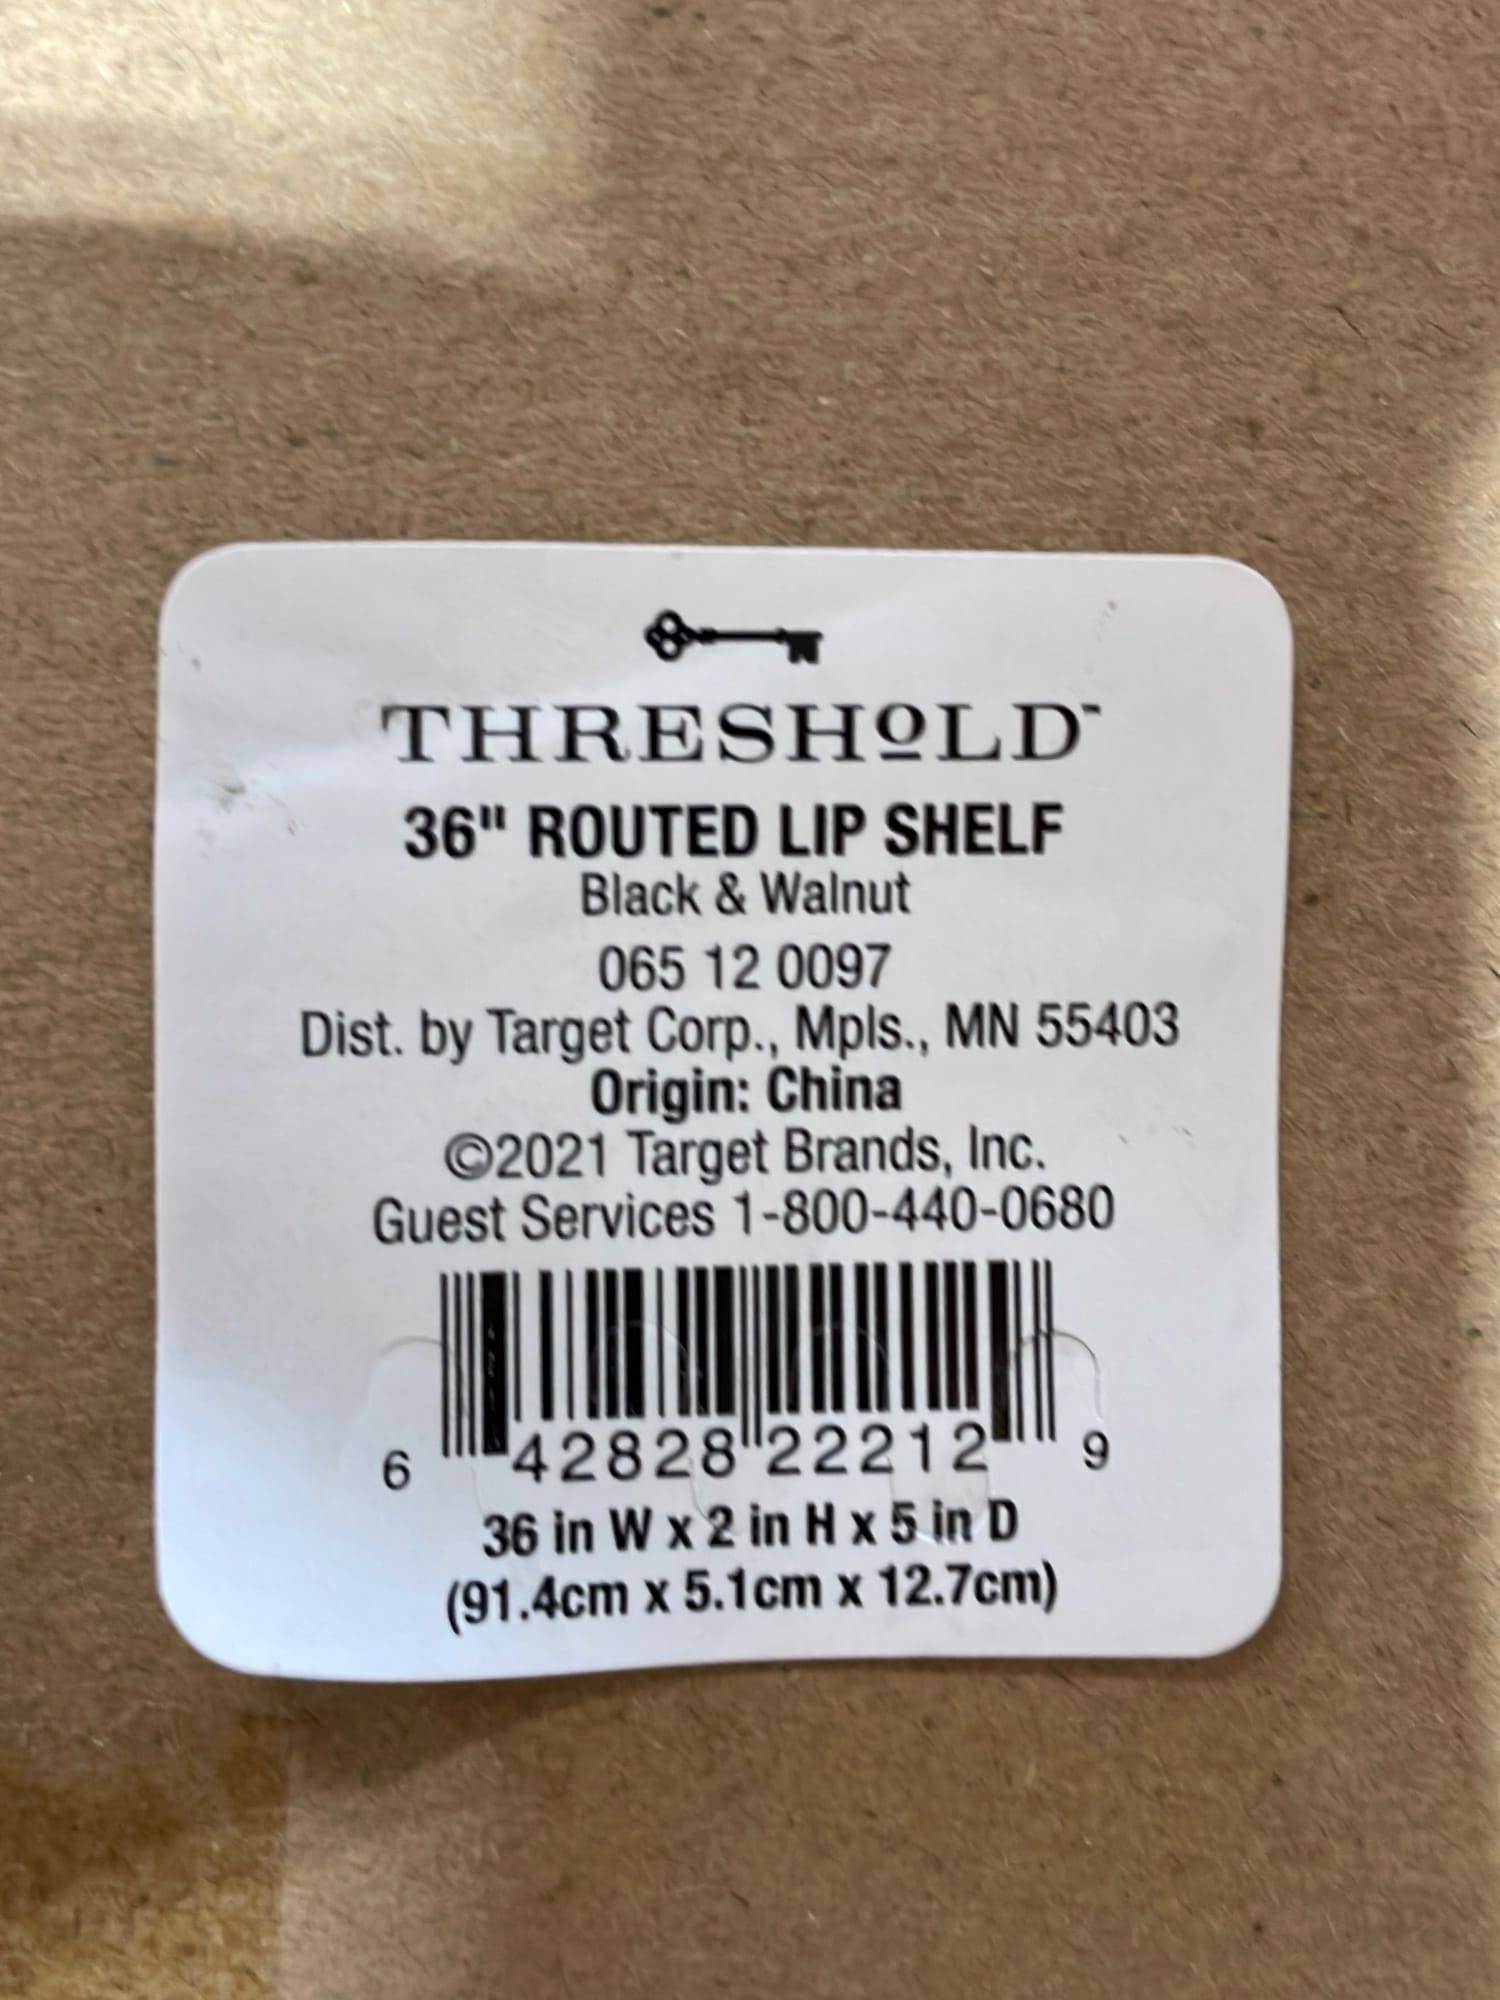 THRESHOLD™
36" ROUTED LIP SHELF
Black & Walnut
065 12 0097
Dist. by Target Corp., Mpls., MN 55403
Origin: China
©2021 Target Brands, Inc.
Guest Services 1-800-440-0680
6 42828 22212 9
36 in W x 2 in H x 5 in D
(91.4cm x 5.1cm x 12.7cm)